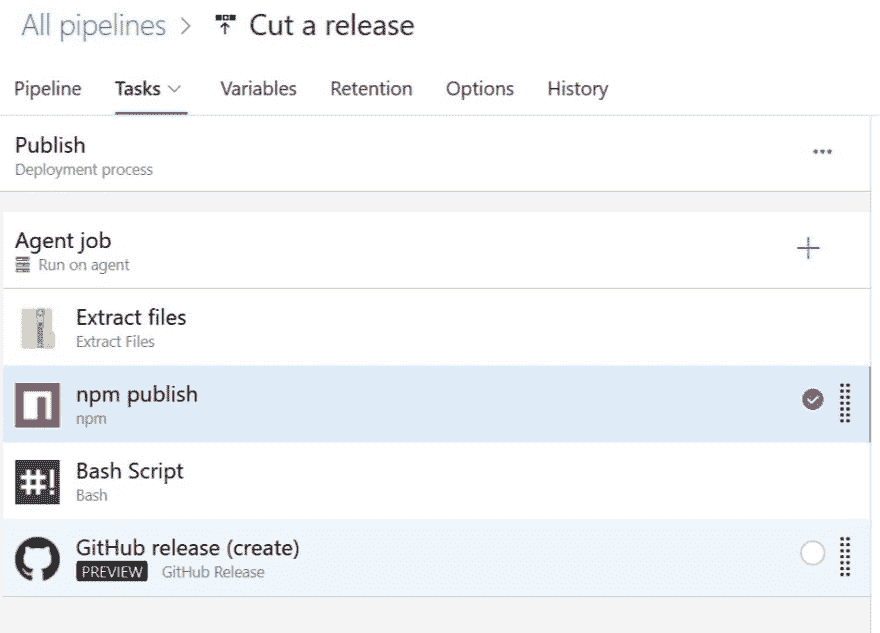 All pipelines > Cut a release
Pipeline Tasks Variables Retention Options History
Publish
Deployment process
Agent job
Run on agent
Extract files
Extract Files
npm publish
npm
#!
Bash Script
Bash
GitHub release (create)
PREVIEW GitHub Release